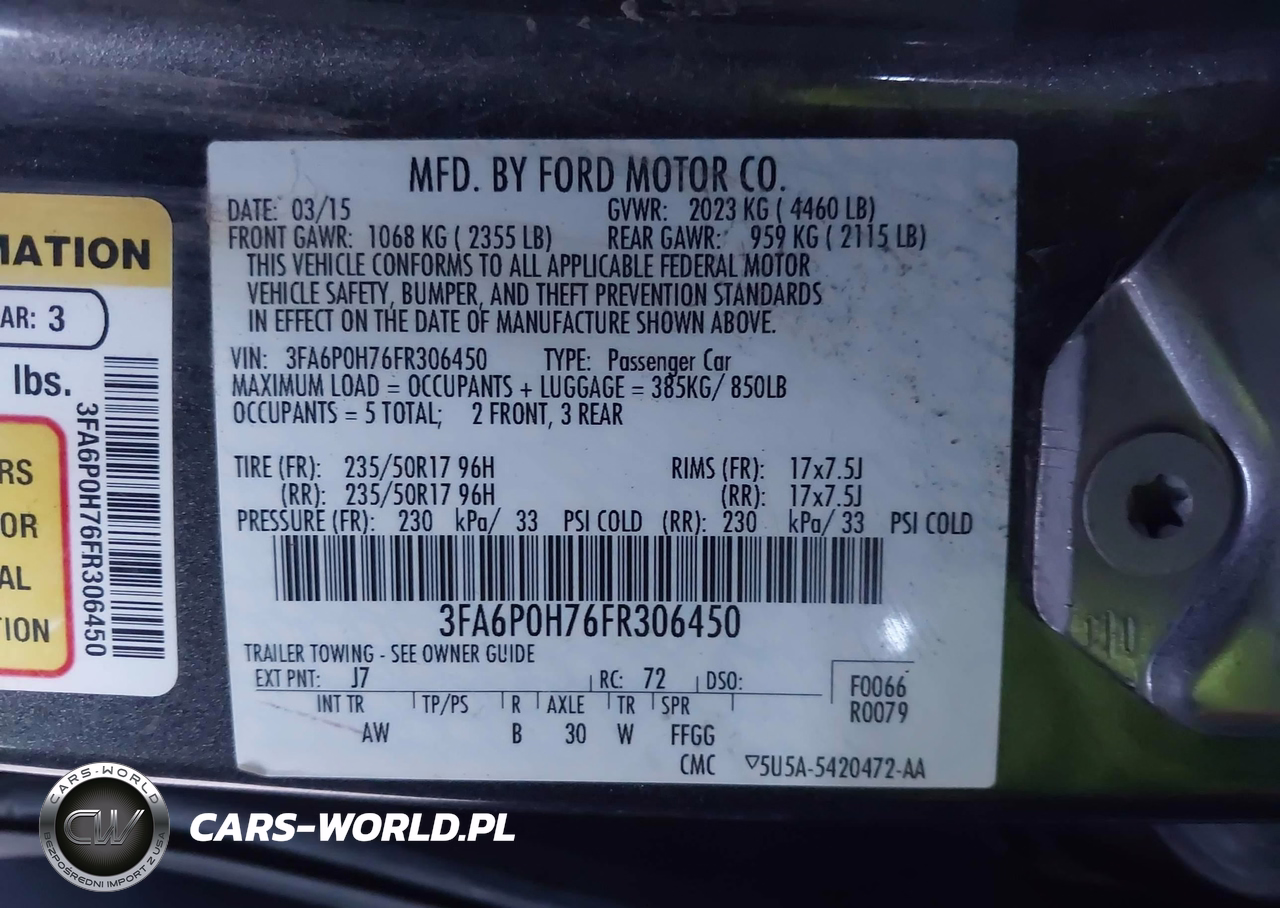 MATION
AR: 3
lbs.
3FA6P0H76FR306450
RS
OR
AL
TION
MFD. BY FORD MOTOR CO.
DATE: 03/15 GVWR: 2023 KG ( 4460 LB)
FRONT GAWR: 1068 KG ( 2355 LB) REAR GAWR: 959 KG ( 2115 LB)
THIS VEHICLE CONFORMS TO ALL APPLICABLE FEDERAL MOTOR
VEHICLE SAFETY, BUMPER, AND THEFT PREVENTION STANDARDS
IN EFFECT ON THE DATE OF MANUFACTURE SHOWN ABOVE.
VIN: 3FA6P0H76FR306450 TYPE: Passenger Car
MAXIMUM LOAD = OCCUPANTS + LUGGAGE = 385KG/ 850LB
OCCUPANTS = 5 TOTAL; 2 FRONT, 3 REAR
TIRE (FR): 235/50R17 96H RIMS (FR): 17x7.5J
(RR): 235/50R17 96H (RR): 17x7.5J
PRESSURE (FR): 230 kPa/ 33 PSI COLD (RR): 230 kPa/ 33 PSI COLD
3FA6P0H76FR306450
TRAILER TOWING - SEE OWNER GUIDE
EXT PNT: J7 RC: 72 DSO:
INT TR TP/PS R AXLE TR SPR
AW B 30 W FFGG
F0066
R0079
CMC ▽5U5A-5420472-AA
CARS-WORLD
CW
BEZPOŚREDNI IMPORT Z USA
CARS-WORLD.PL